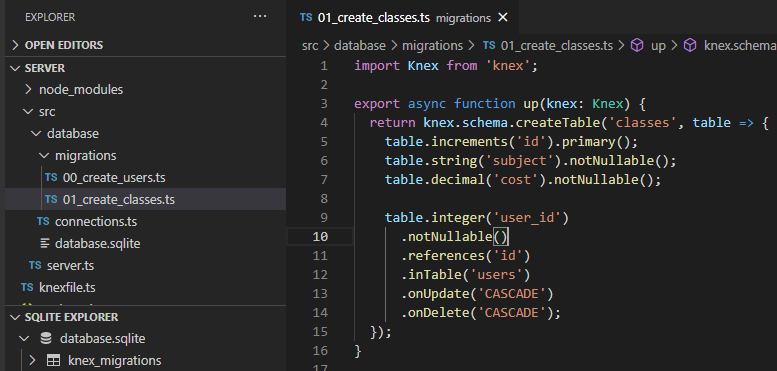 EXPLORER
···
OPEN EDITORS
SERVER
node_modules
src
database
migrations
TS 00_create_users.ts
TS 01_create_classes.ts
TS connections.ts
database.sqlite
TS server.ts
TS knexfile.ts
SQLITE EXPLORER
database.sqlite
knex_migrations
TS 01_create_classes.ts migrations
src > database > migrations > TS 01_create_classes.ts > up > knex.schema
1 import Knex from 'knex';
2
3 export async function up(knex: Knex) {
4 return knex.schema.createTable('classes', table => {
5 table.increments('id').primary();
6 table.string('subject').notNullable();
7 table.decimal('cost').notNullable();
8
9 table.integer('user_id')
10 .notNullable()
11 .references('id')
12 .inTable('users')
13 .onUpdate('CASCADE')
14 .onDelete('CASCADE');
15 });
16 }
17